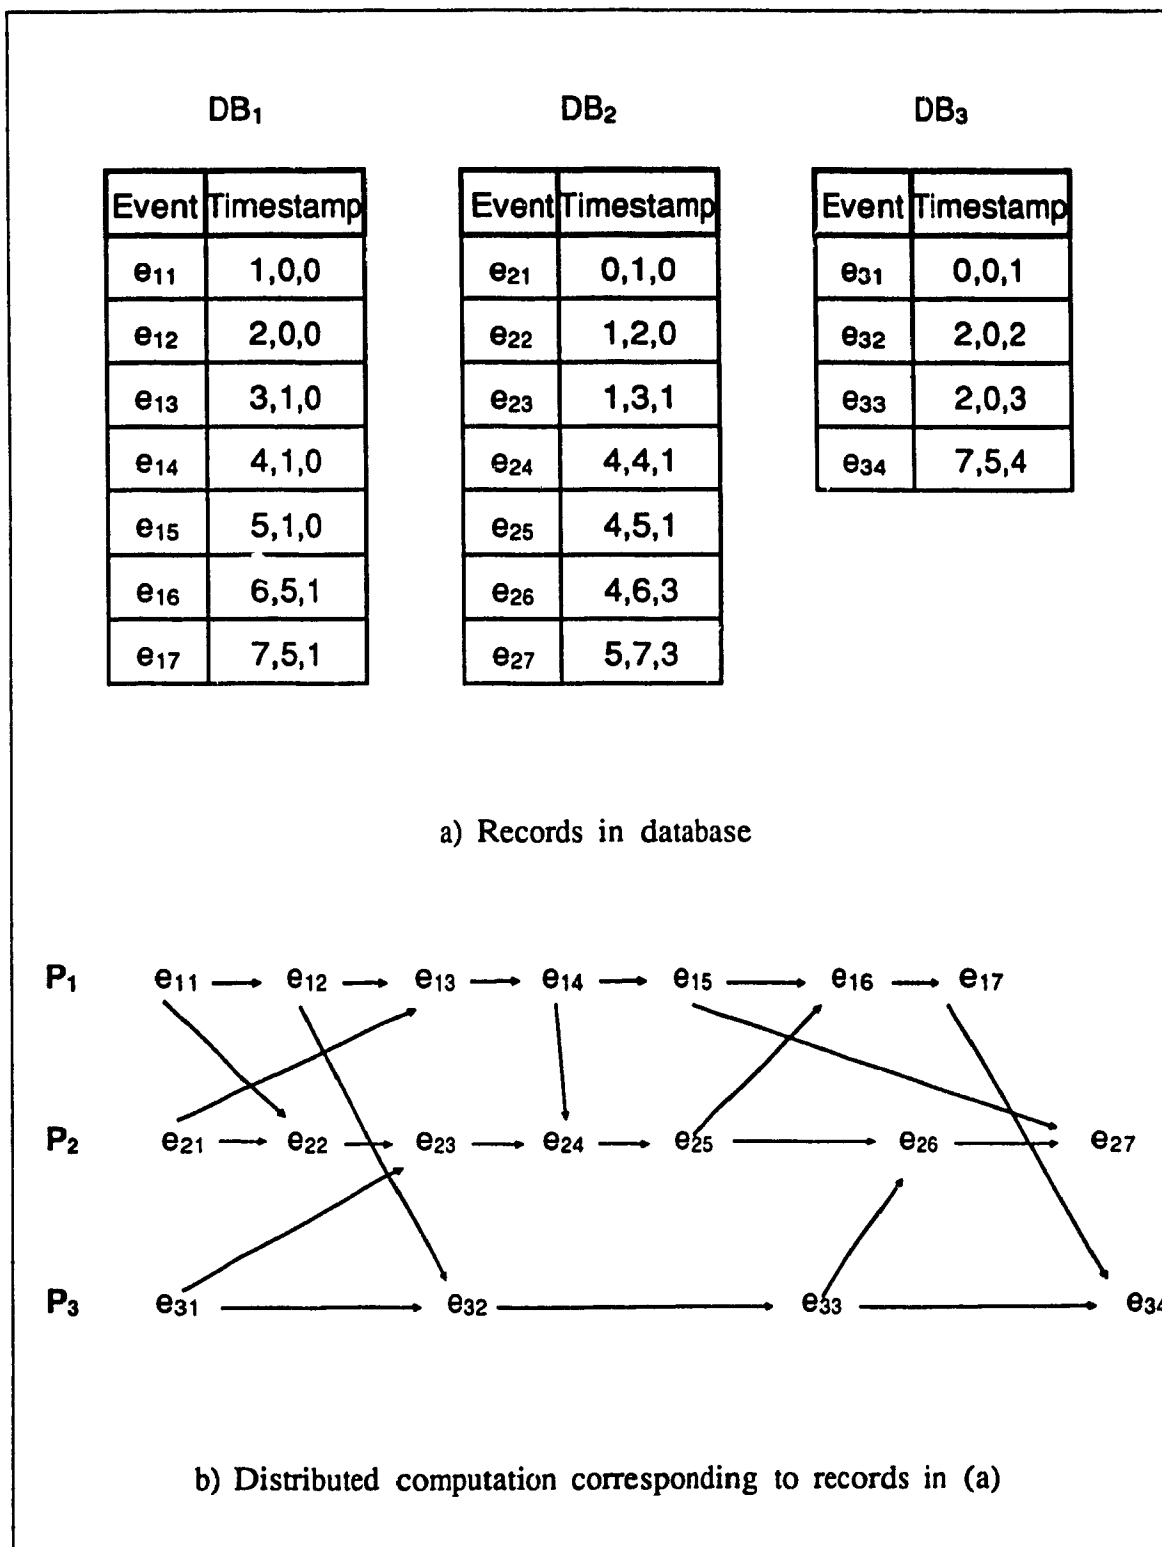 DB₁ DB₂ DB₃
Event Timestamp Event Timestamp Event Timestamp
e₁₁ 1,0,0 e₂₁ 0,1,0 e₃₁ 0,0,1
e₁₂ 2,0,0 e₂₂ 1,2,0 e₃₂ 2,0,2
e₁₃ 3,1,0 e₂₃ 1,3,1 e₃₃ 2,0,3
e₁₄ 4,1,0 e₂₄ 4,4,1 e₃₄ 7,5,4
e₁₅ 5,1,0 e₂₅ 4,5,1
e₁₆ 6,5,1 e₂₆ 4,6,3
e₁₇ 7,5,1 e₂₇ 5,7,3
a) Records in database
P₁ e₁₁ e₁₂ e₁₃ e₁₄ e₁₅ e₁₆ e₁₇
P₂ e₂₁ e₂₂ e₂₃ e₂₄ e₂₅ e₂₆ e₂₇
P₃ e₃₁ e₃₂ e₃₃ e₃₄
b) Distributed computation corresponding to records in (a)